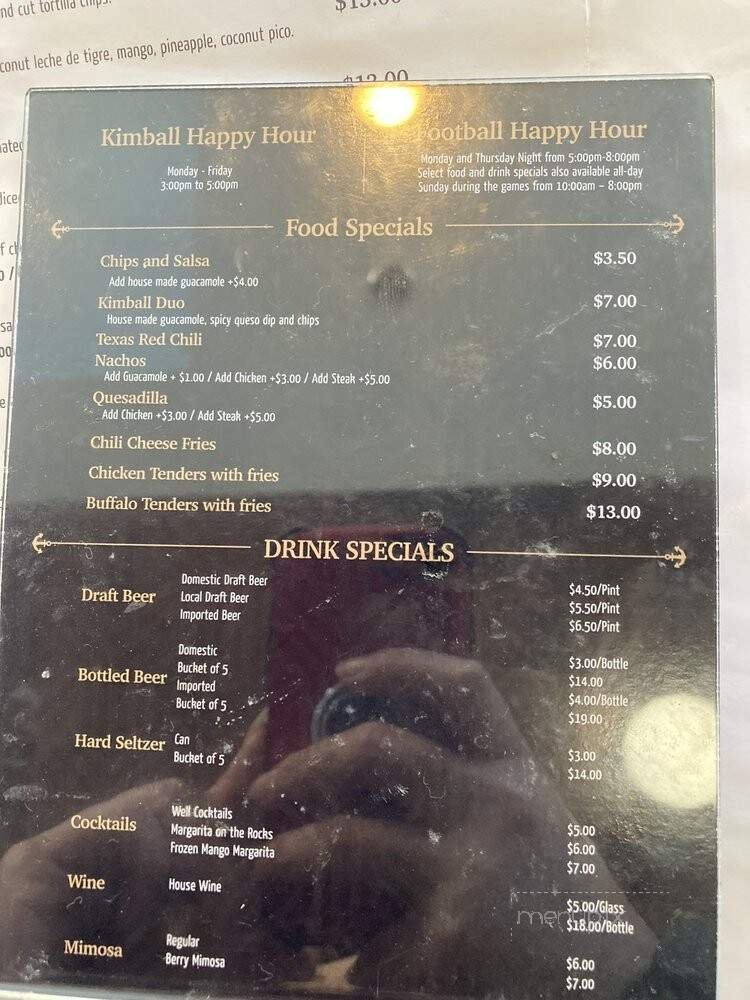 nd cut tortilla chips.
$13.00
conut leche de tigre, mango, pineapple, coconut pico.
$12.00
Kimball Happy Hour
Monday - Friday
3:00pm to 5:00pm
Football Happy Hour
Monday and Thursday Night from 5:00pm-8:00pm
Select food and drink specials also available all-day
Sunday during the games from 10:00am – 8:00pm
Food Specials
Chips and Salsa $3.50
Add house made guacamole +$4.00
Kimball Duo $7.00
House made guacamole, spicy queso dip and chips
Texas Red Chili $7.00
Nachos $6.00
Add Guacamole + $1.00 / Add Chicken +$3.00 / Add Steak +$5.00
Quesadilla $5.00
Add Chicken +$3.00 / Add Steak +$5.00
Chili Cheese Fries $8.00
Chicken Tenders with fries $9.00
Buffalo Tenders with fries $13.00
DRINK SPECIALS
Draft Beer
Domestic Draft Beer $4.50/Pint
Local Draft Beer $5.50/Pint
Imported Beer $6.50/Pint
Bottled Beer
Domestic $3.00/Bottle
Bucket of 5 $14.00
Imported $4.00/Bottle
Bucket of 5 $19.00
Hard Seltzer
Can $3.00
Bucket of 5 $14.00
Cocktails
Well Cocktails $5.00
Margarita on the Rocks $6.00
Frozen Mango Margarita $7.00
Wine
House Wine $5.00/Glass
$18.00/Bottle
Mimosa
Regular $6.00
Berry Mimosa $7.00